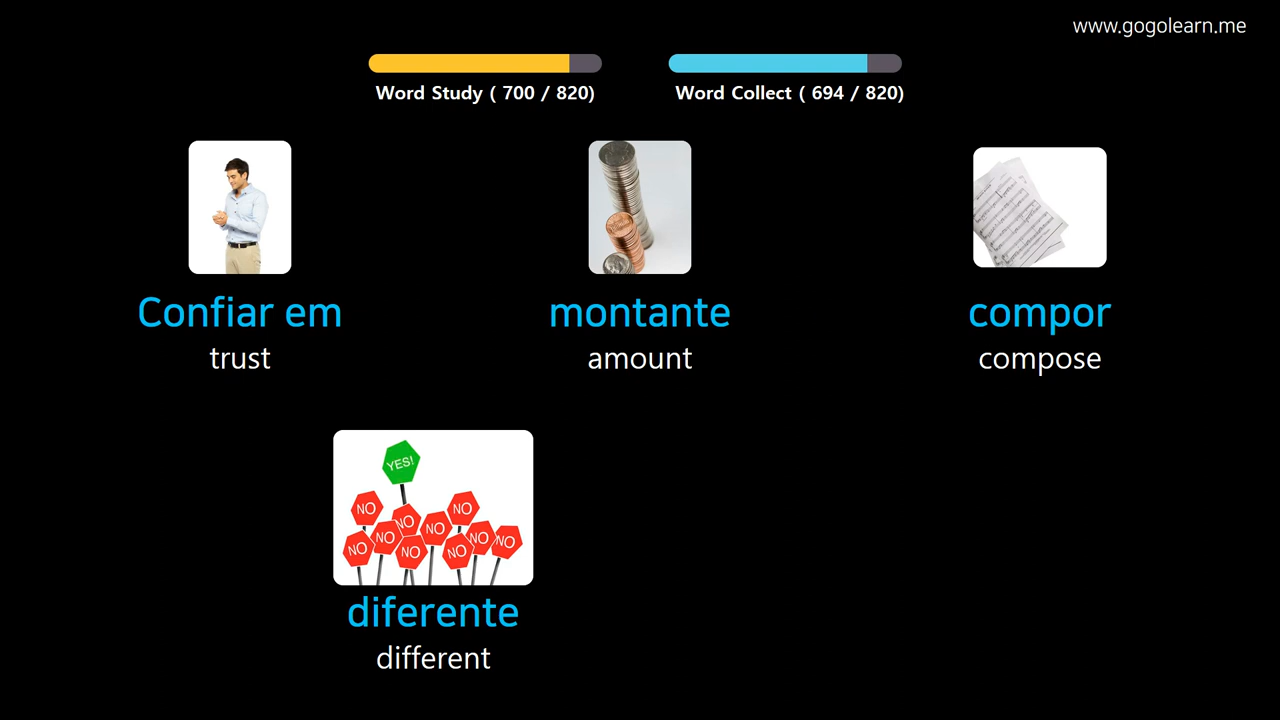 www.gogolearn.me
Word Study ( 700 / 820)
Word Collect ( 694 / 820)
Confiar em
trust
montante
amount
compor
compose
YES!
NO
NO
NO
NO
NO
NO
NO
NO
NO
NO
diferente
different